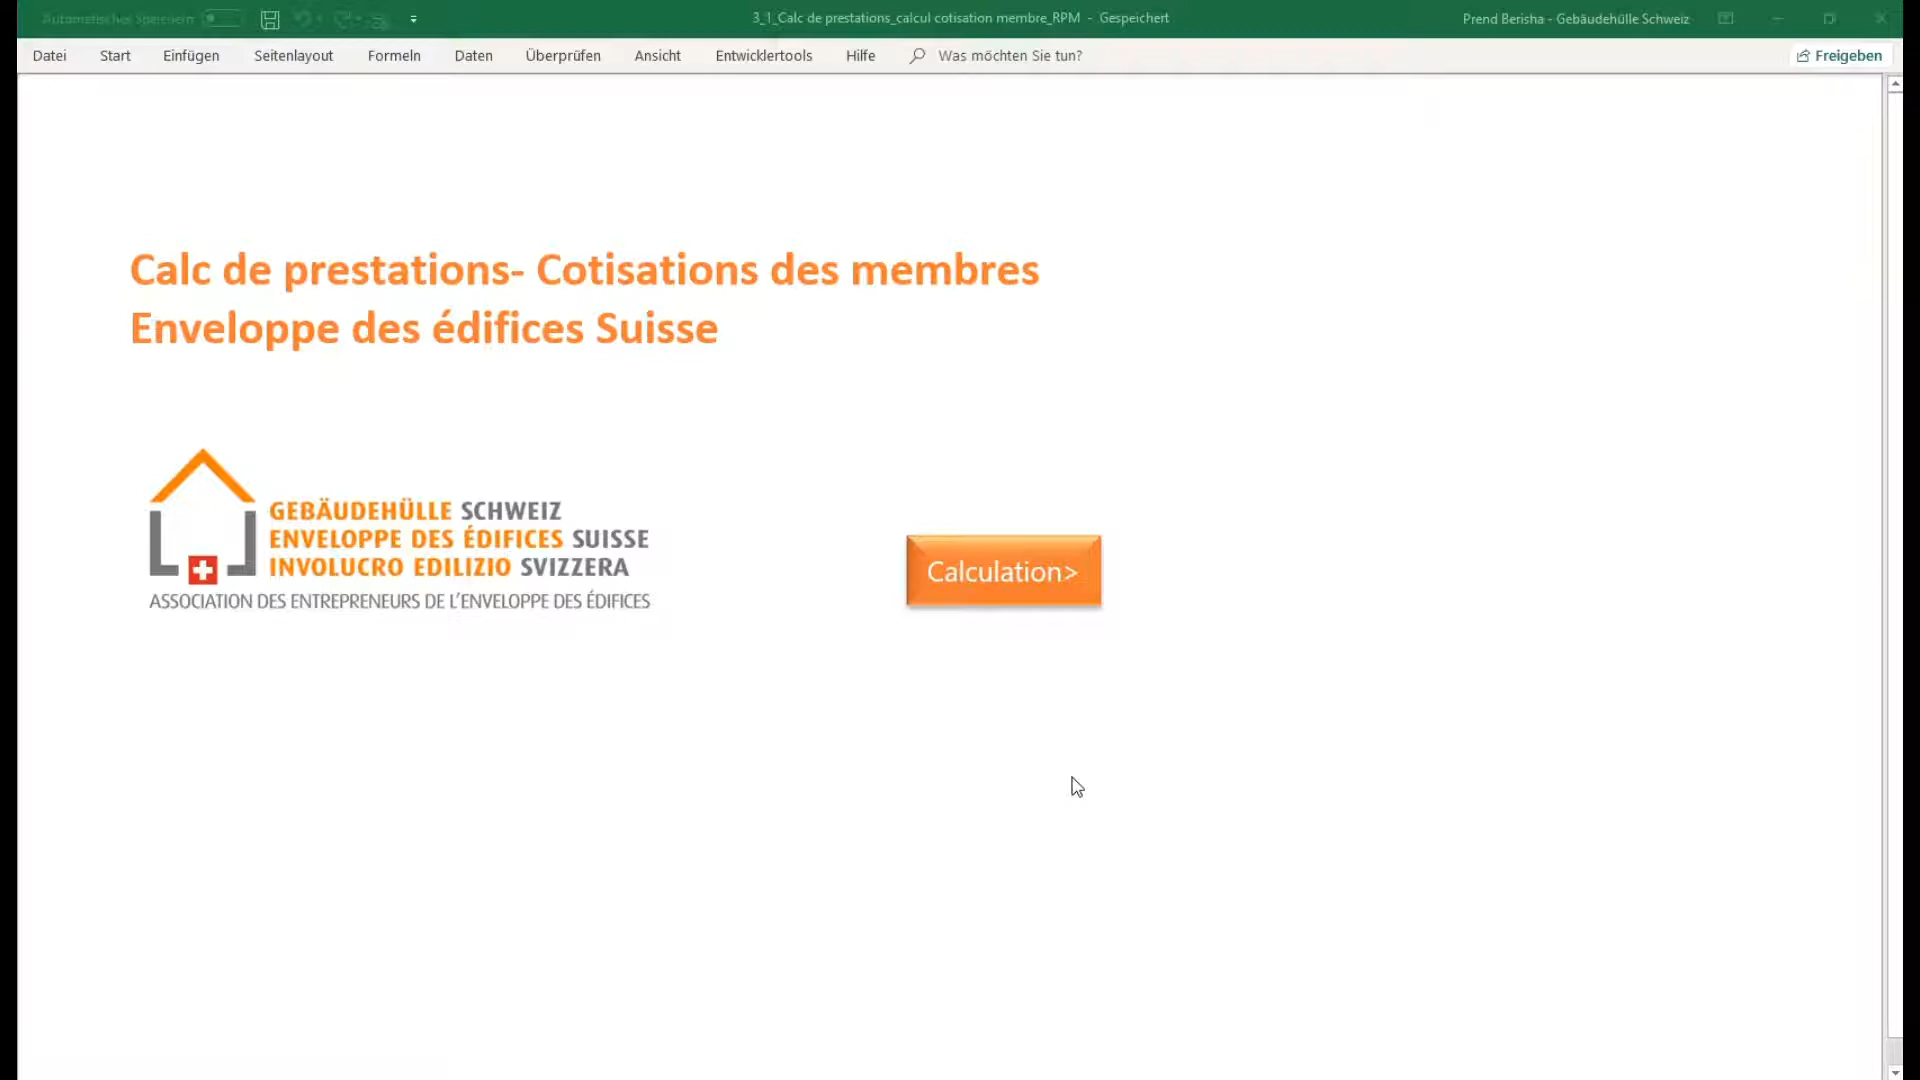 Automatisches Speichern
3_1_Calc de prestations_calcul cotisation membre_RPM - Gespeichert
Prend Berisha - Gebäudehülle Schweiz
Datei Start Einfügen Seitenlayout Formeln Daten Überprüfen Ansicht Entwicklertools Hilfe Was möchten Sie tun? Freigeben
Calc de prestations- Cotisations des membres
Enveloppe des édifices Suisse
GEBÄUDEHÜLLE SCHWEIZ
ENVELOPPE DES ÉDIFICES SUISSE
INVOLUCRO EDILIZIO SVIZZERA
ASSOCIATION DES ENTREPRENEURS DE L'ENVELOPPE DES ÉDIFICES
Calculation>